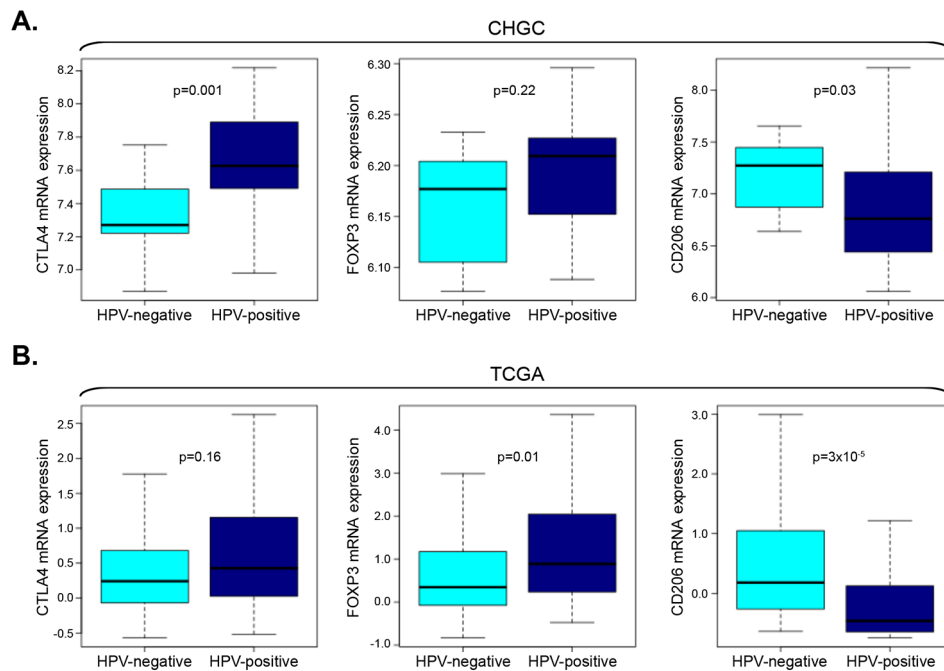 A.
CHGC
CTLA4 mRNA expression
8.2
8.0
7.8
7.6
7.4
7.2
7.0
p=0.001
HPV-negative HPV-positive
FOXP3 mRNA expression
6.30
6.25
6.20
6.15
6.10
p=0.22
HPV-negative HPV-positive
CD206 mRNA expression
8.0
7.5
7.0
6.5
6.0
p=0.03
HPV-negative HPV-positive
B.
TCGA
CTLA4 mRNA expression
2.5
2.0
1.5
1.0
0.5
0.0
-0.5
p=0.16
HPV-negative HPV-positive
FOXP3 mRNA expression
4.0
3.0
2.0
1.0
0.0
-1.0
p=0.01
HPV-negative HPV-positive
CD206 mRNA expression
3.0
2.0
1.0
0.0
p=3x10⁻⁵
HPV-negative HPV-positive